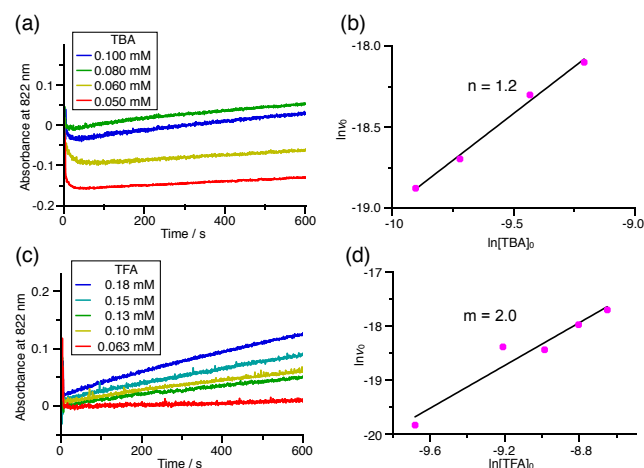 (a)
TBA
0.100 mM
0.080 mM
0.060 mM
0.050 mM
0.1
0
-0.1
-0.2
Absorbance at 822 nm
0 200 400 600
Time / s
(b)
n = 1.2
-18.0
-18.5
-19.0
lnv₀
-10 -9.5 -9.0
ln[TBA]₀
(c)
TFA
0.18 mM
0.15 mM
0.13 mM
0.10 mM
0.063 mM
0.2
0.1
0
Absorbance at 822 nm
0 200 400 600
Time / s
(d)
m = 2.0
-17
-18
-19
-20
lnv₀
-9.6 -9.2 -8.8
ln[TFA]₀